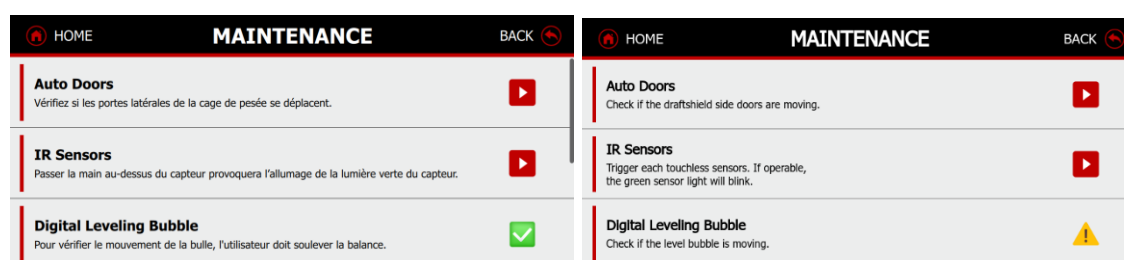 HOME MAINTENANCE BACK
Auto Doors
Vérifiez si les portes latérales de la cage de pesée se déplacent.
IR Sensors
Passer la main au-dessus du capteur provoquera l'allumage de la lumière verte du capteur.
Digital Leveling Bubble
Pour vérifier le mouvement de la bulle, l'utilisateur doit soulever la balance.
HOME MAINTENANCE BACK
Auto Doors
Check if the draftshield side doors are moving.
IR Sensors
Trigger each touchless sensors. If operable,
the green sensor light will blink.
Digital Leveling Bubble
Check if the level bubble is moving.